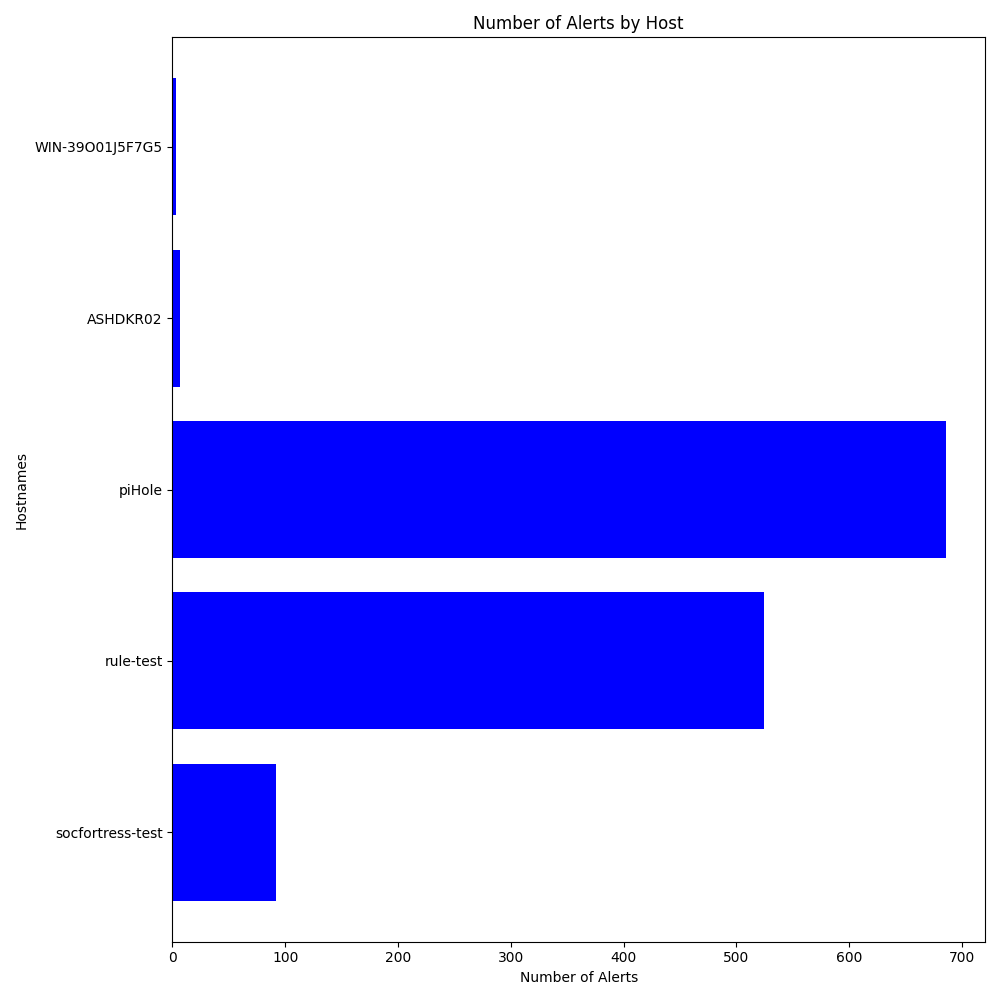 Number of Alerts by Host
WIN-39O01J5F7G5
ASHDKR02
piHole
rule-test
socfortress-test
Hostnames
0 100 200 300 400 500 600 700
Number of Alerts